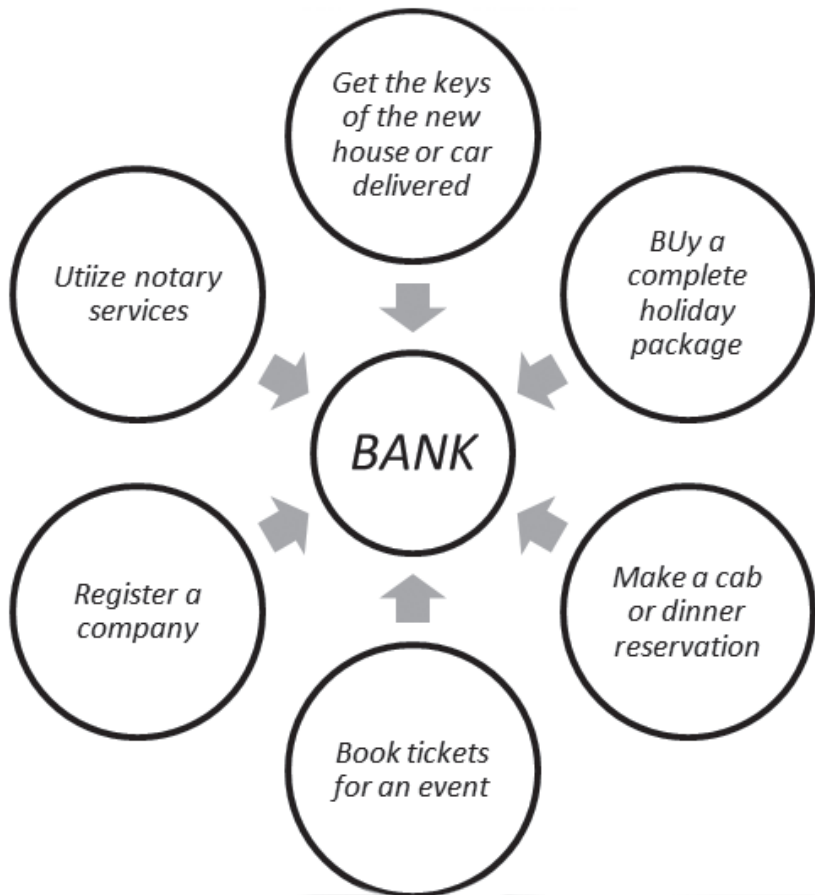 Get the keys
of the new
house or car
delivered
Utiize notary
services
BUy a
complete
holiday
package
BANK
Register a
company
Make a cab
or dinner
reservation
Book tickets
for an event